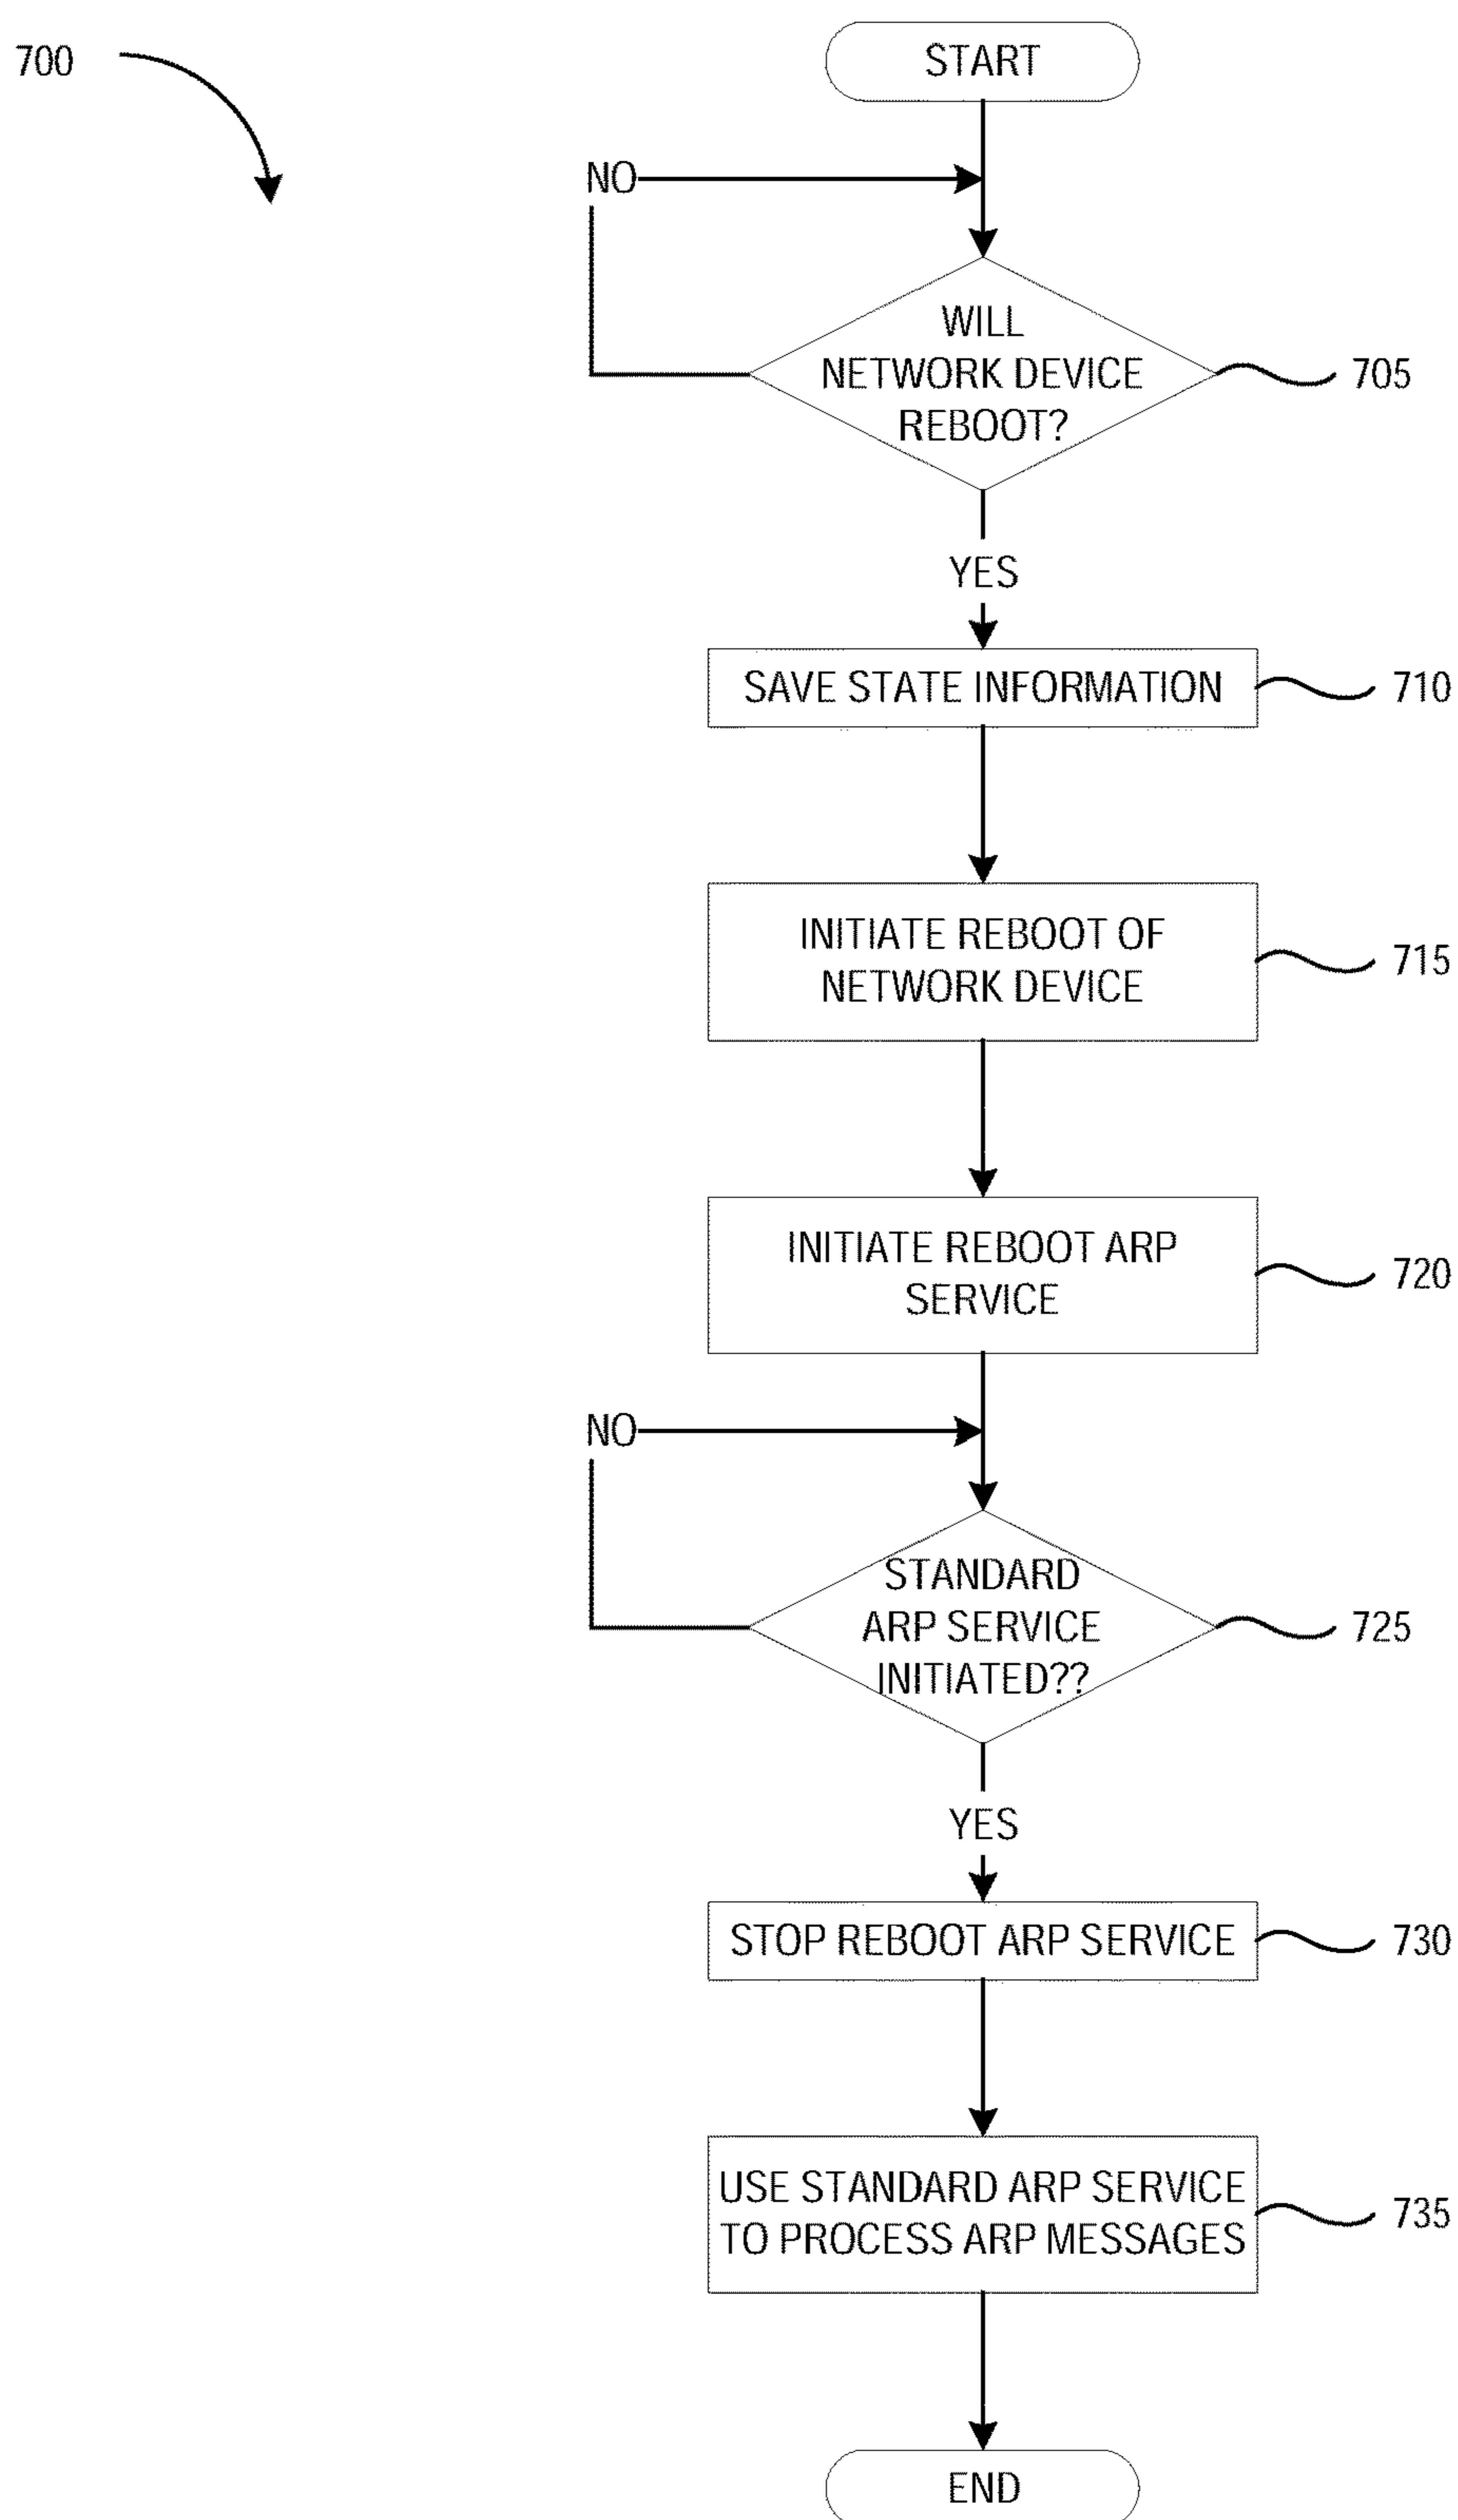 700
START
NO
WILL
NETWORK DEVICE
REBOOT?
705
YES
SAVE STATE INFORMATION
710
INITIATE REBOOT OF
NETWORK DEVICE
715
INITIATE REBOOT ARP
SERVICE
720
NO
STANDARD
ARP SERVICE
INITIATED??
725
YES
STOP REBOOT ARP SERVICE
730
USE STANDARD ARP SERVICE
TO PROCESS ARP MESSAGES
735
END